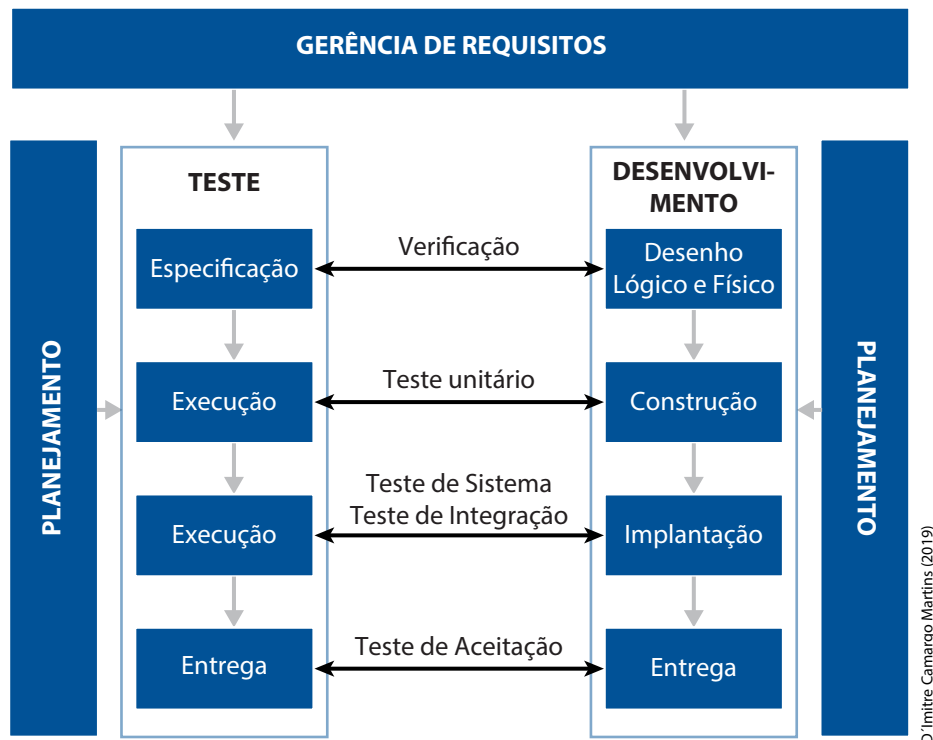 GERÊNCIA DE REQUISITOS
PLANEJAMENTO
TESTE
Especificação
Execução
Execução
Entrega
Verificação
Teste unitário
Teste de Sistema
Teste de Integração
Teste de Aceitação
DESENVOLVI-
MENTO
Desenho
Lógico e Físico
Construção
Implantação
Entrega
PLANEJAMENTO
D´Imitre Camargo Martins (2019)